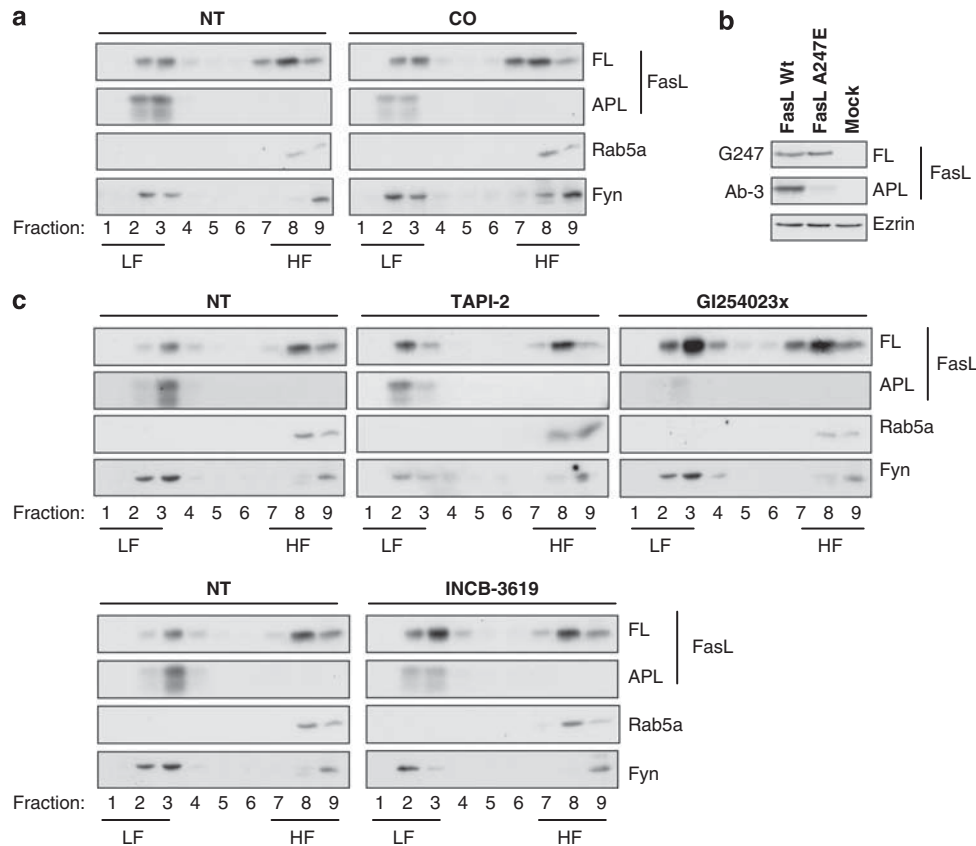 a
NT CO
FL
APL
FasL
Rab5a
Fyn
Fraction: 1 2 3 4 5 6 7 8 9 1 2 3 4 5 6 7 8 9
LF HF LF HF
b
FasL Wt
FasL A247E
Mock
G247 FL
Ab-3 APL
FasL
Ezrin
c
NT TAPI-2 GI254023x
FL
APL
FasL
Rab5a
Fyn
Fraction: 1 2 3 4 5 6 7 8 9 1 2 3 4 5 6 7 8 9 1 2 3 4 5 6 7 8 9
LF HF LF HF LF HF
NT INCB-3619
FL
APL
FasL
Rab5a
Fyn
Fraction: 1 2 3 4 5 6 7 8 9 1 2 3 4 5 6 7 8 9
LF HF LF HF